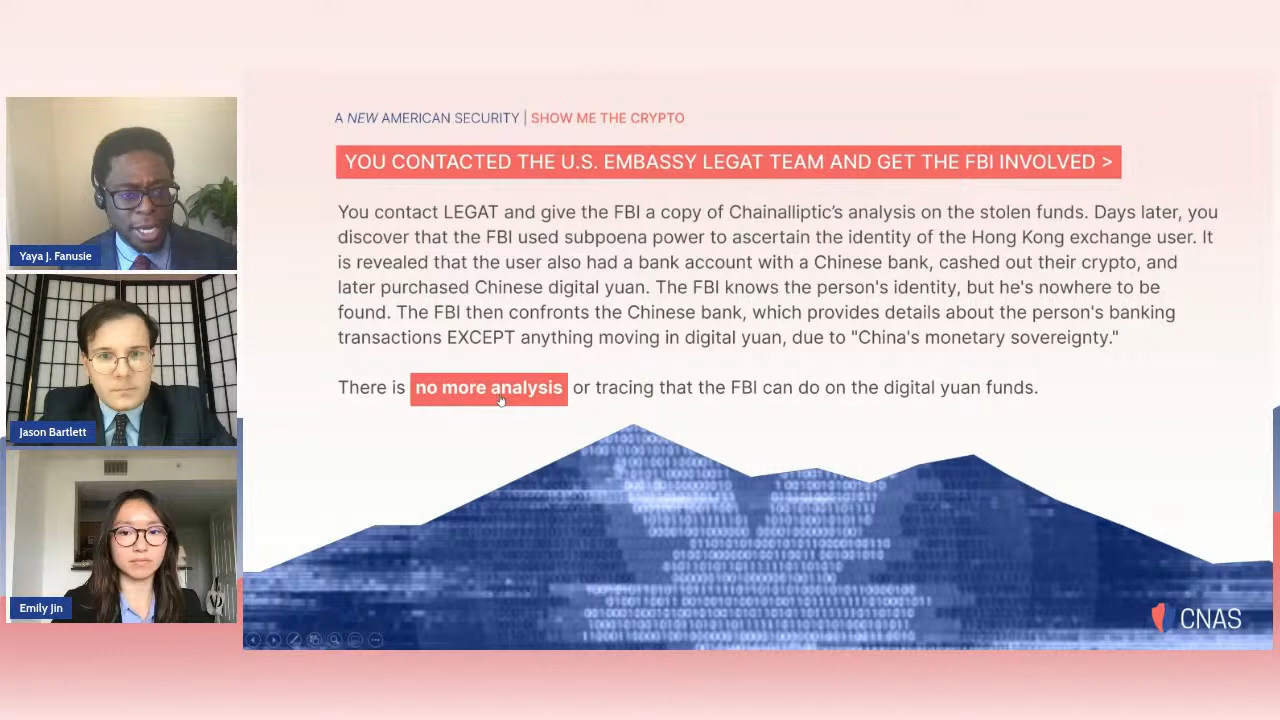 A NEW AMERICAN SECURITY | SHOW ME THE CRYPTO
YOU CONTACTED THE U.S. EMBASSY LEGAT TEAM AND GET THE FBI INVOLVED >
You contact LEGAT and give the FBI a copy of Chainalliptic’s analysis on the stolen funds. Days later, you
discover that the FBI used subpoena power to ascertain the identity of the Hong Kong exchange user. It
is revealed that the user also had a bank account with a Chinese bank, cashed out their crypto, and
later purchased Chinese digital yuan. The FBI knows the person's identity, but he's nowhere to be
found. The FBI then confronts the Chinese bank, which provides details about the person's banking
transactions EXCEPT anything moving in digital yuan, due to "China's monetary sovereignty."
There is no more analysis or tracing that the FBI can do on the digital yuan funds.
Yaya J. Fanusie
Jason Bartlett
Emily Jin
CNAS